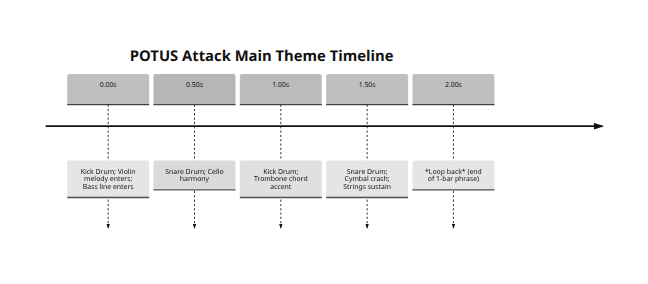 POTUS Attack Main Theme Timeline
0.00s
0.50s
1.00s
1.50s
2.00s
Kick Drum; Violin
melody enters;
Bass line enters
Snare Drum; Cello
harmony
Kick Drum;
Trombone chord
accent
Snare Drum;
Cymbal crash;
Strings sustain
*Loop back* (end
of 1-bar phrase)